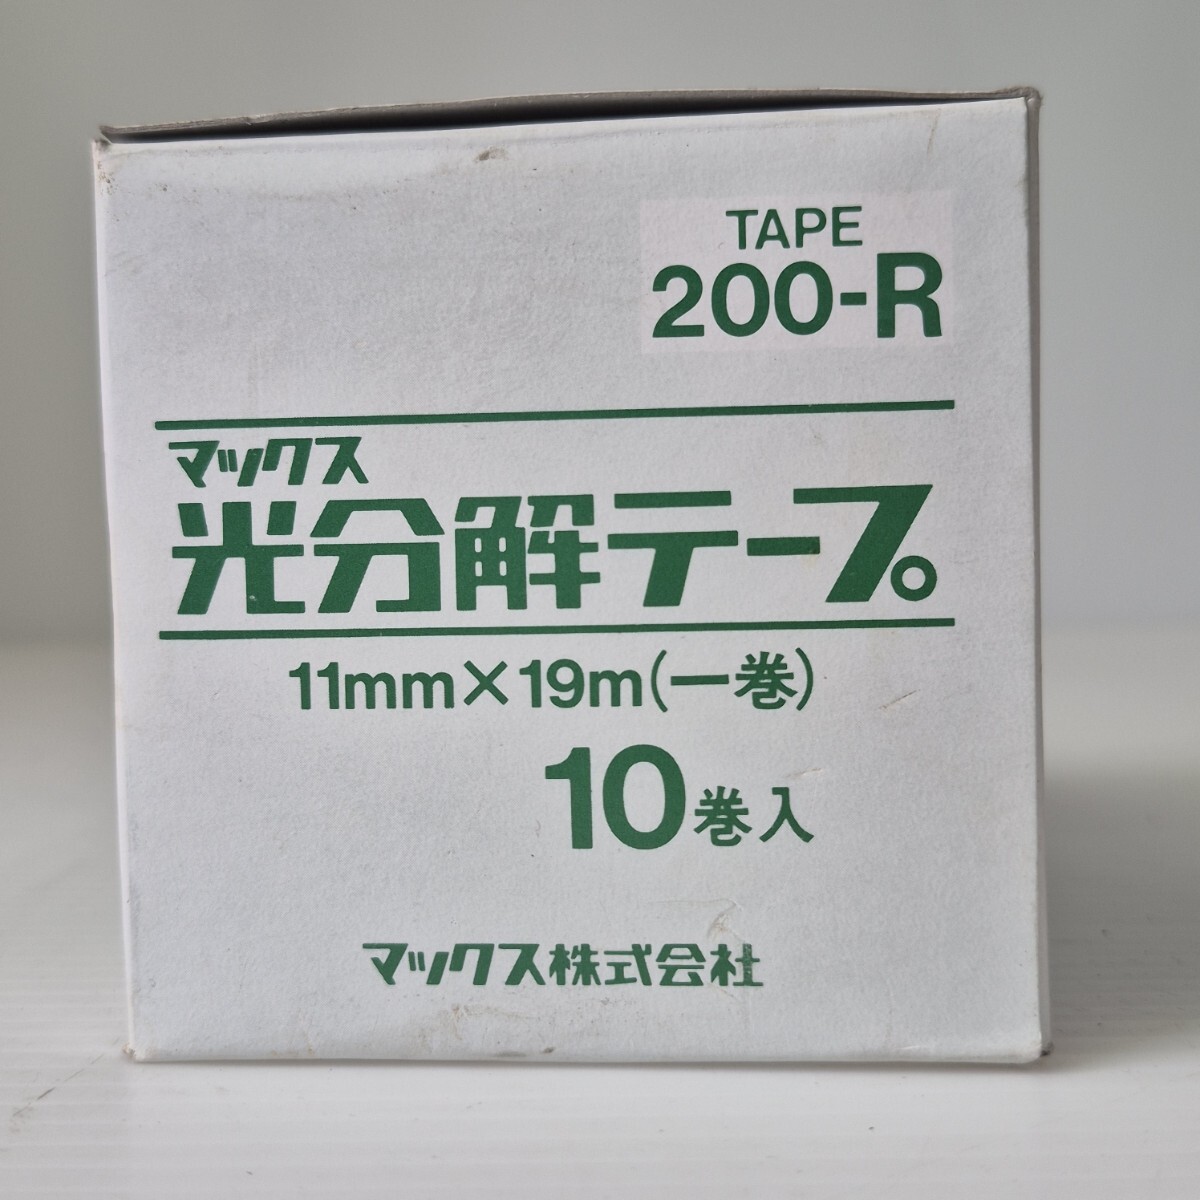 TAPE
200-R
マックス
光分解テープ
11mm×19m(一巻)
10巻入
マックス株式会社